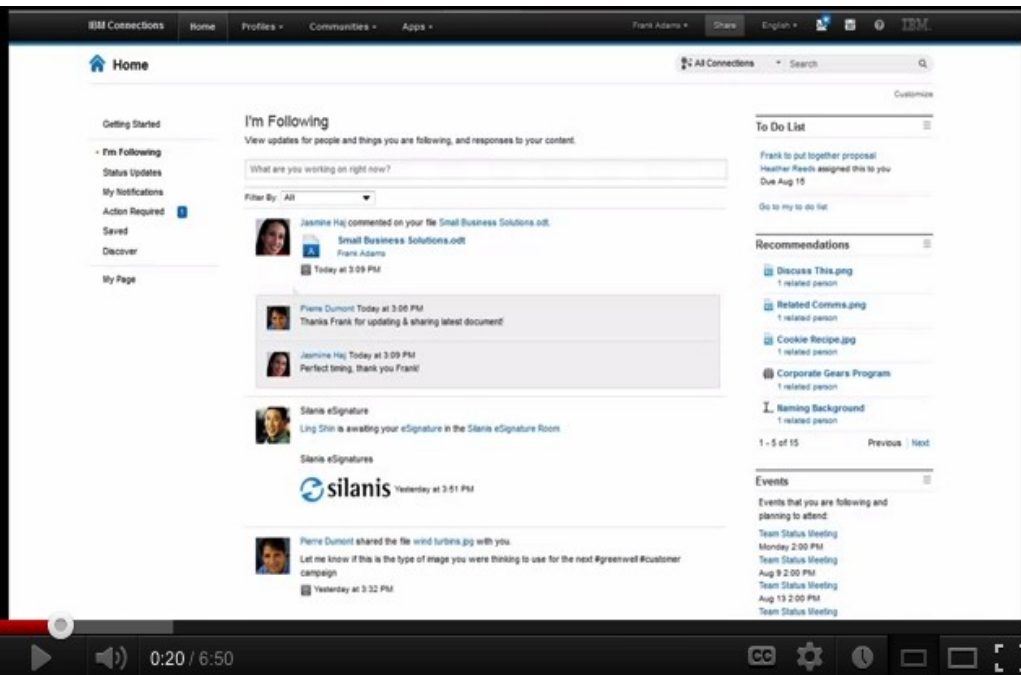 IBM Connections Home Profiles Communities Apps Frank Adams Share English IBM
Home
All Connections Search
Customize
Getting Started
I'm Following
Status Updates
My Notifications
Action Required 1
Saved
Discover
My Page
I'm Following
View updates for people and things you are following, and responses to your content.
What are you working on right now?
Filter By: All
Jasmine Haj commented on your file Small Business Solutions.odt.
Small Business Solutions.odt
Frank Adams
Today at 3:09 PM
Pierre Dumont Today at 3:06 PM
Thanks Frank for updating & sharing latest document!
Jasmine Haj Today at 3:09 PM
Perfect timing, thank you Frank!
Silanis eSignature
Ling Shin is awaiting your eSignature in the Silanis eSignature Room
Silanis eSignatures
silanis Yesterday at 3:51 PM
Pierre Dumont shared the file wind turbins.jpg with you.
Let me know if this is the type of image you were thinking to use for the next #greenwell #customer
campaign
Yesterday at 3:32 PM
To Do List
Frank to put together proposal
Heather Reeds assigned this to you
Due Aug 16
Go to my to do list
Recommendations
Discuss This.png
1 related person
Related Comms.png
1 related person
Cookie Recipe.jpg
1 related person
Corporate Gears Program
1 related person
Naming Background
1 related person
1 - 5 of 15 Previous Next
Events
Events that you are following and
planning to attend:
Team Status Meeting
Monday 2:00 PM
Team Status Meeting
Aug 9 2:00 PM
Team Status Meeting
Aug 13 2:00 PM
Team Status Meeting
0:20 / 6:50 CC